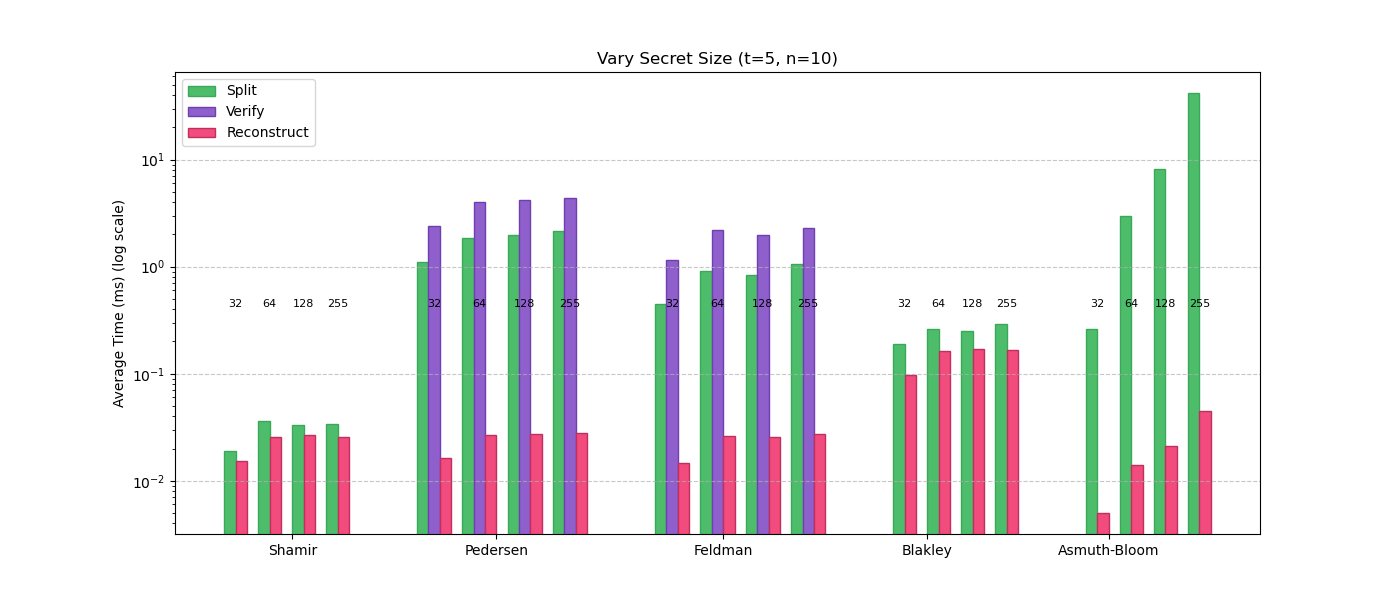 Vary Secret Size (t=5, n=10)
Split
Verify
Reconstruct
Average Time (ms) (log scale)
10¹
10⁰
10⁻¹
10⁻²
32 64 128 255 32 64 128 255 32 64 128 255 32 64 128 255 32 64 128 255
Shamir Pedersen Feldman Blakley Asmuth-Bloom